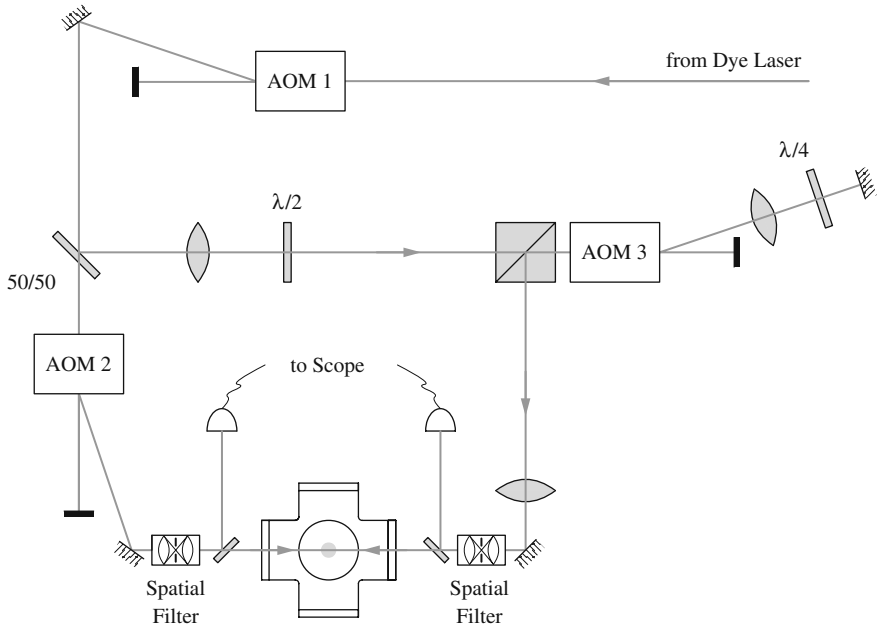 from Dye Laser
AOM 1
λ/4
λ/2
AOM 3
50/50
AOM 2
to Scope
Spatial
Filter
Spatial
Filter